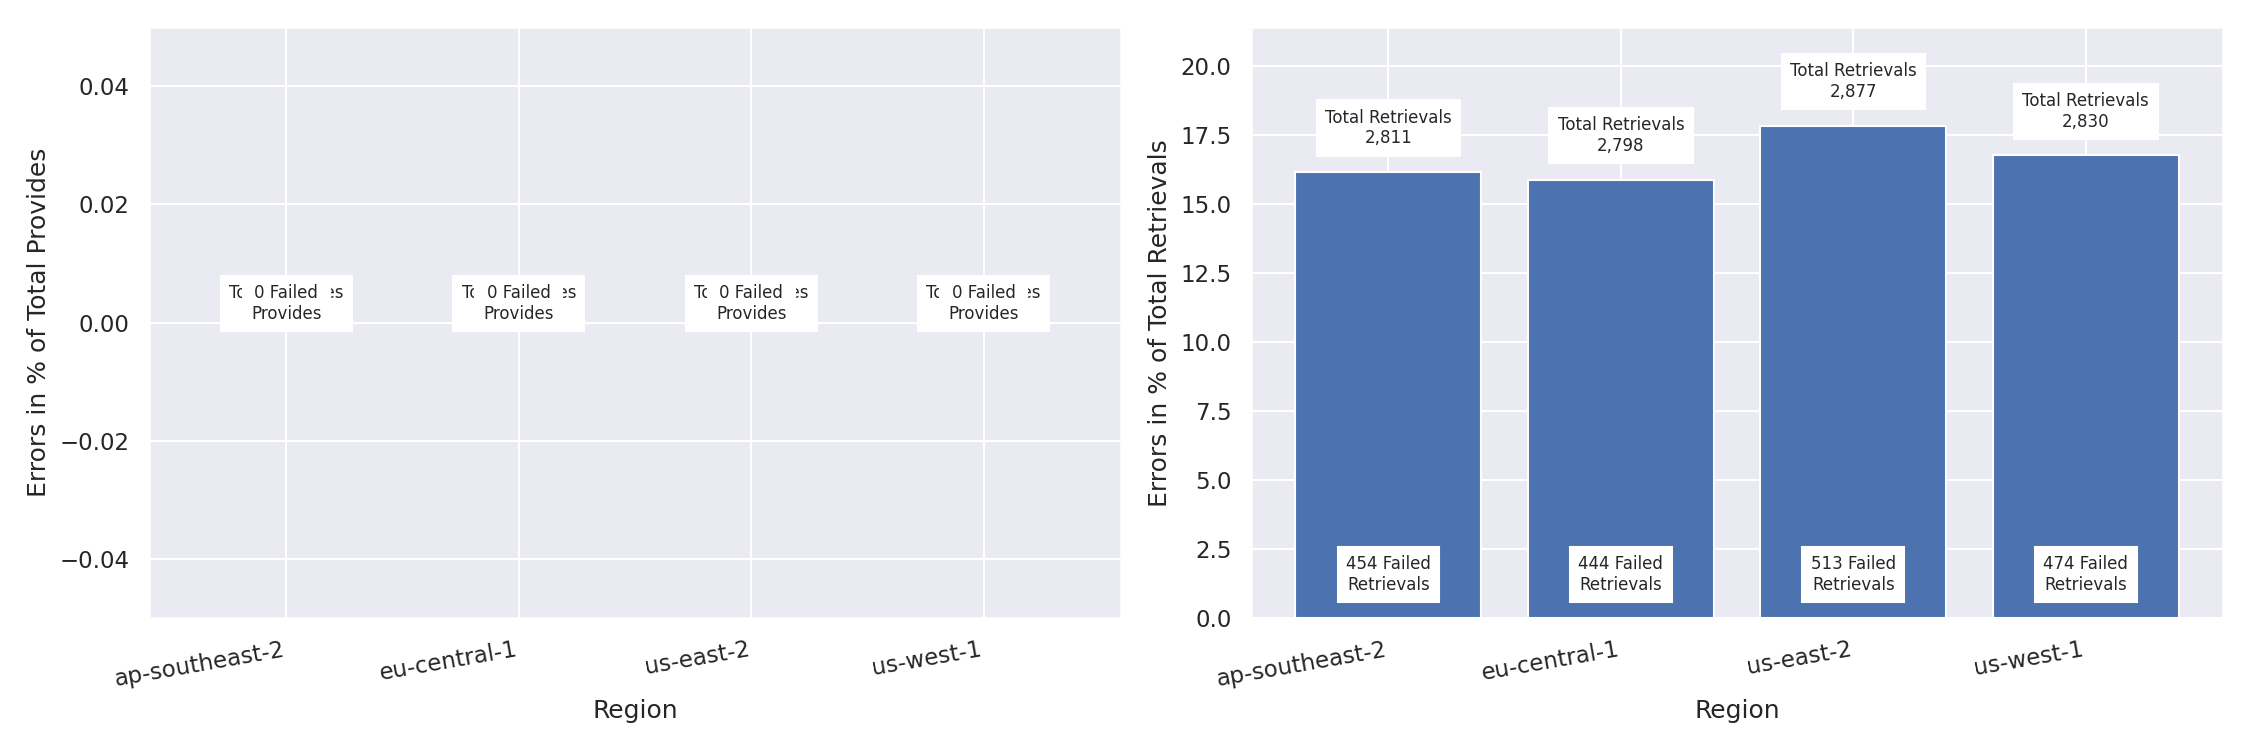 Errors in % of Total Provides
0.04
0.02
0.00
−0.02
−0.04
0 Failed
Provides
0 Failed
Provides
0 Failed
Provides
0 Failed
Provides
ap-southeast-2
eu-central-1
us-east-2
us-west-1
Region
Errors in % of Total Retrievals
20.0
17.5
15.0
12.5
10.0
7.5
5.0
2.5
0.0
Total Retrievals
2,811
Total Retrievals
2,798
Total Retrievals
2,877
Total Retrievals
2,830
454 Failed
Retrievals
444 Failed
Retrievals
513 Failed
Retrievals
474 Failed
Retrievals
ap-southeast-2
eu-central-1
us-east-2
us-west-1
Region